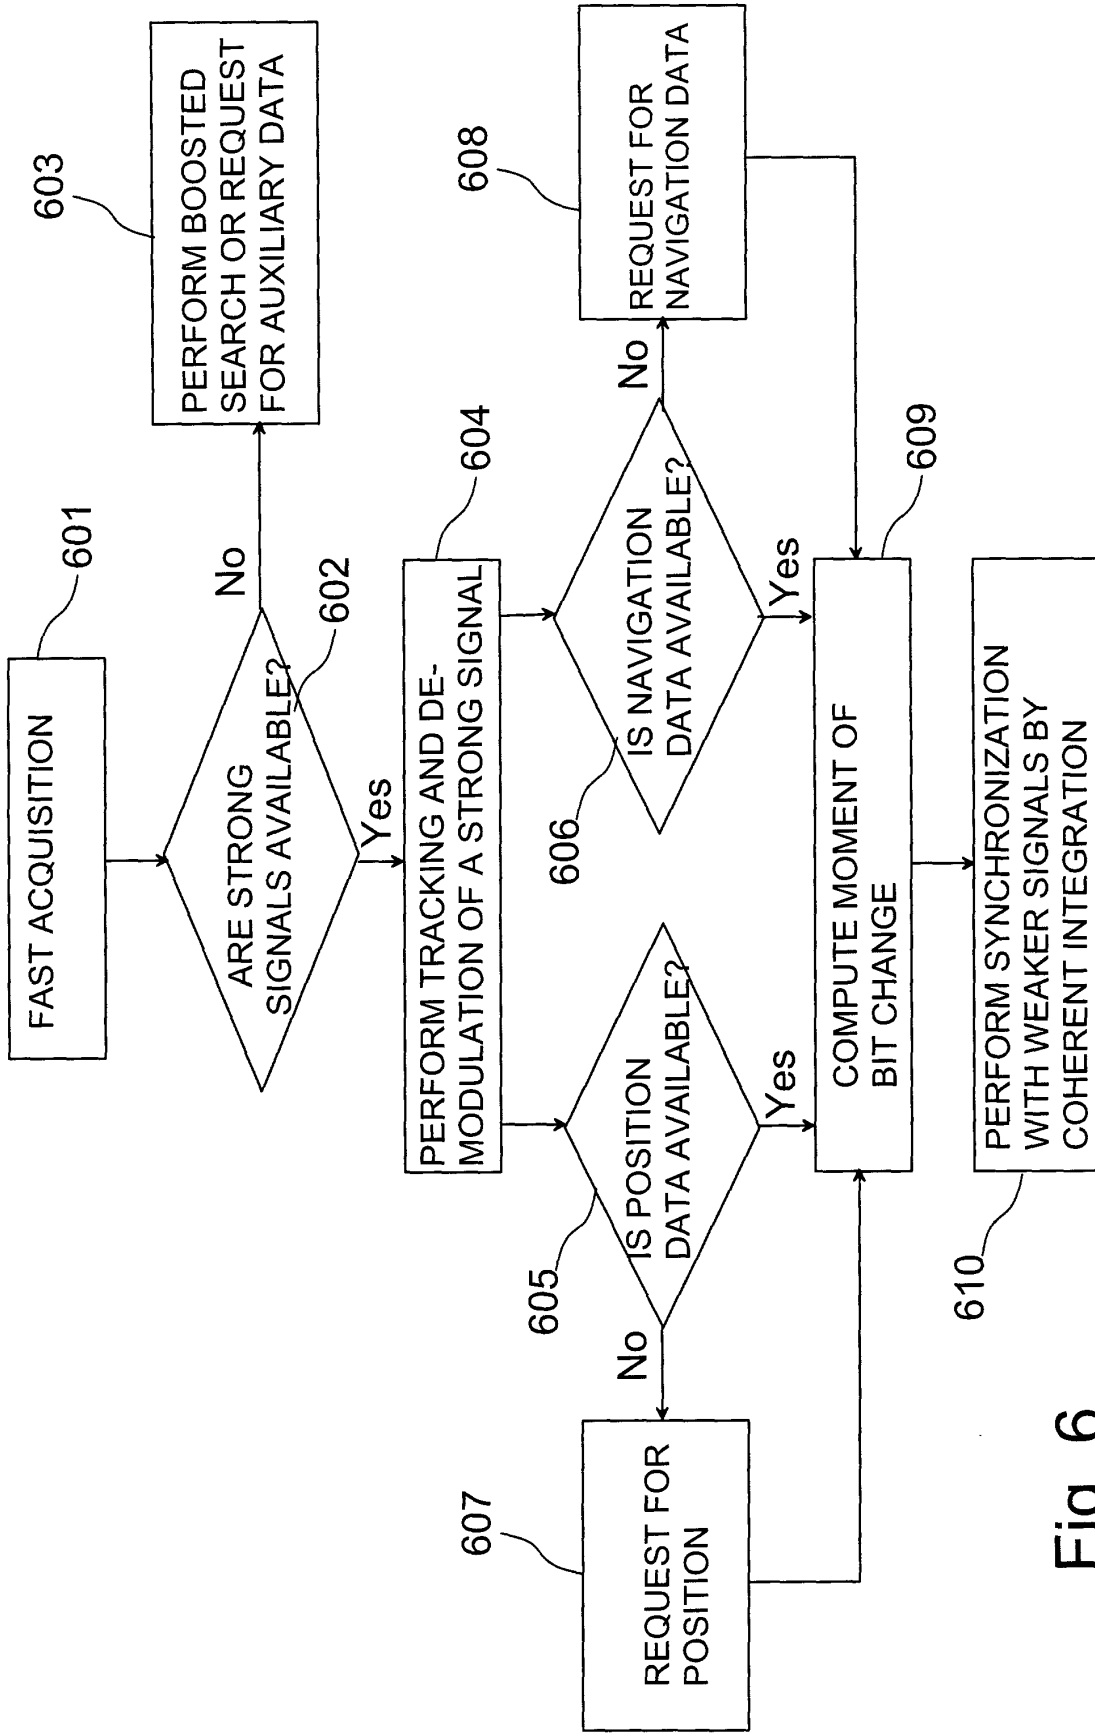 601
FAST ACQUISITION
602
ARE STRONG
SIGNALS AVAILABLE?
No
Yes
603
PERFORM BOOSTED
SEARCH OR REQUEST
FOR AUXILIARY DATA
604
PERFORM TRACKING AND DE-
MODULATION OF A STRONG SIGNAL
605
IS POSITION
DATA AVAILABLE?
No
Yes
606
IS NAVIGATION
DATA AVAILABLE?
No
Yes
607
REQUEST FOR
POSITION
608
REQUEST FOR
NAVIGATION DATA
609
COMPUTE MOMENT OF
BIT CHANGE
610
PERFORM SYNCHRONIZATION
WITH WEAKER SIGNALS BY
COHERENT INTEGRATION
Fig. 6